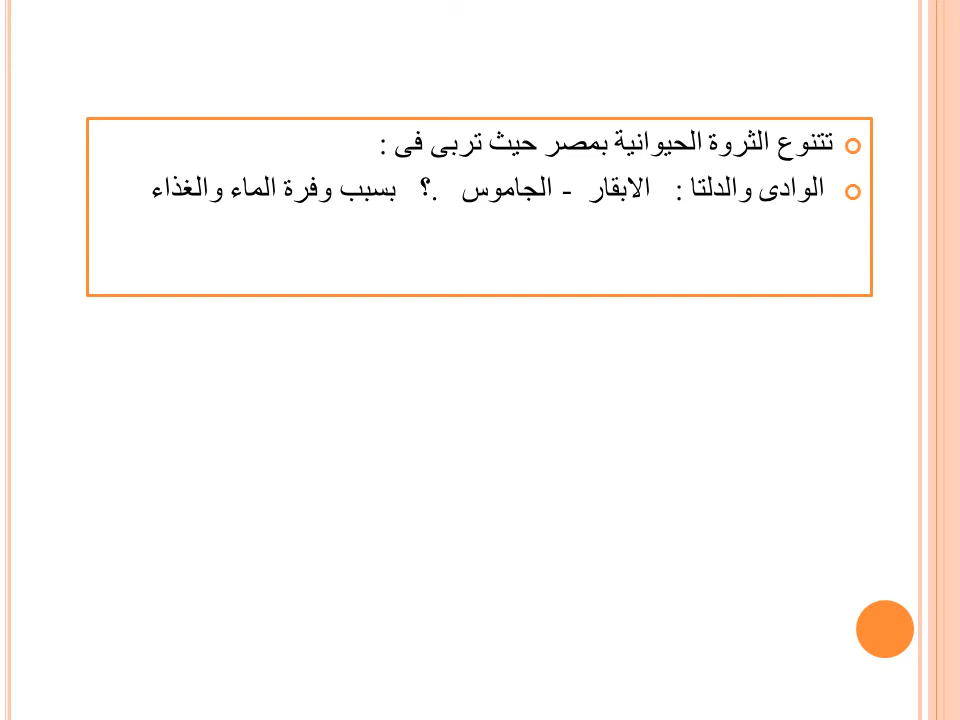 تتنوع الثروة الحيوانية بمصر حيث تربى فى :
الوادى والدلتا : الابقار - الجاموس .؟ بسبب وفرة الماء والغذاء